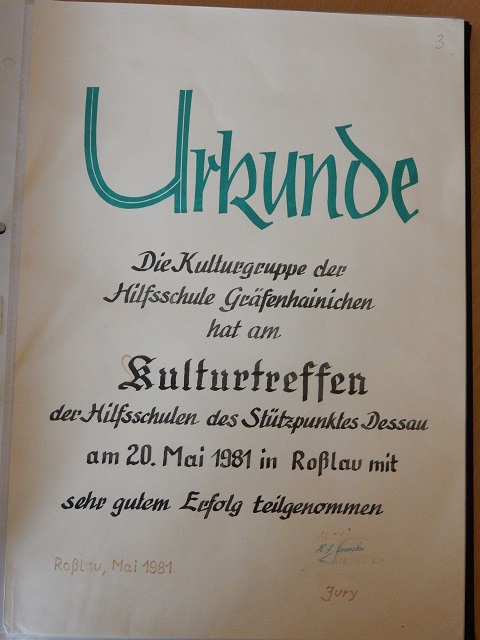 3
Urkunde
Die Kulturgruppe der
Hilfsschule Gräfenhainichen
hat am
Kulturtreffen
der Hilfsschulen des Stützpunktes Dessau
am 20. Mai 1981 in Roßlau mit
sehr gutem Erfolg teilgenommen
Roßlau, Mai 1981
Jury